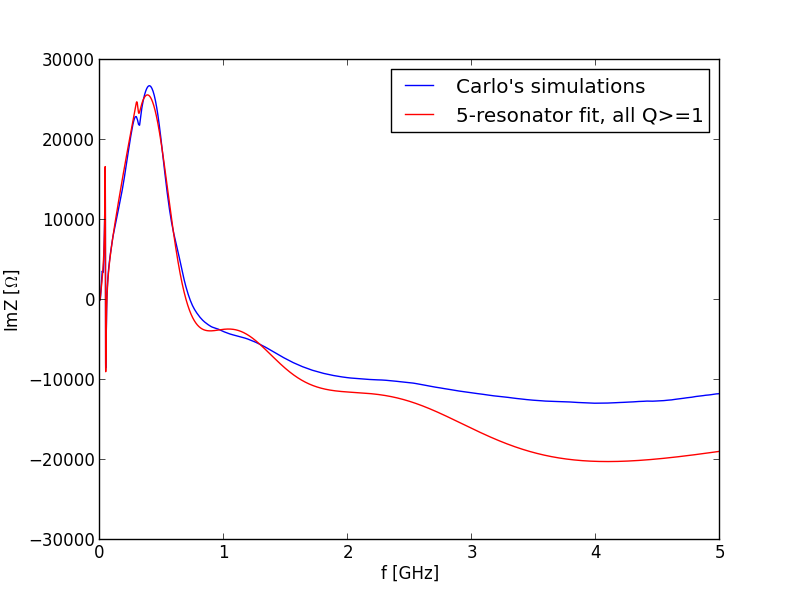 30000
20000
10000
0
−10000
−20000
−30000
ImZ [Ω]
Carlo's simulations
5-resonator fit, all Q>=1
0 1 2 3 4 5
f [GHz]